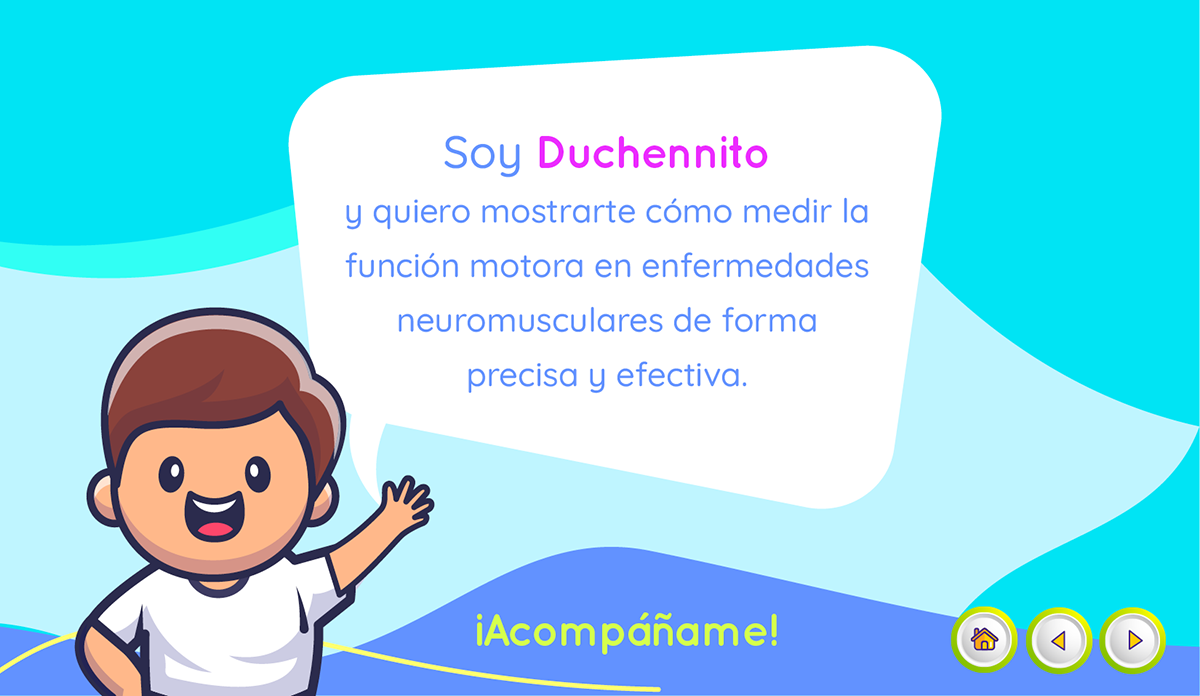 Soy Duchennito
y quiero mostrarte cómo medir la
función motora en enfermedades
neuromusculares de forma
precisa y efectiva.
¡Acompáñame!